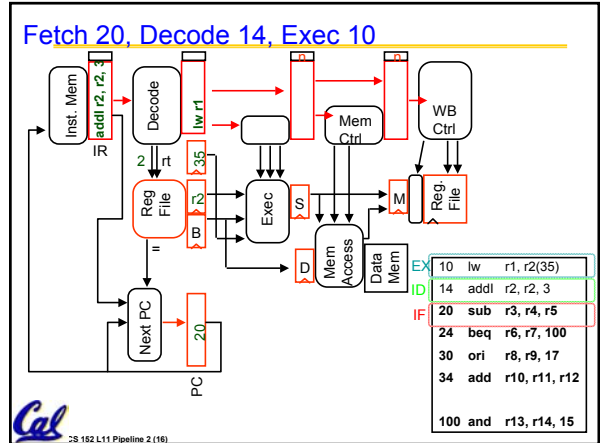 Fetch 20, Decode 14, Exec 10
Inst. Mem
addI r2, r2, 3
IR
Decode
lw r1
n
n
Mem
Ctrl
WB
Ctrl
2 rt
35
Reg
File
r2
B
Exec
S
M
Reg.
File
=
D
Mem
Access
Data
Mem
Next PC
20
PC
EX 10 lw r1, r2(35)
ID 14 addI r2, r2, 3
IF 20 sub r3, r4, r5
24 beq r6, r7, 100
30 ori r8, r9, 17
34 add r10, r11, r12
100 and r13, r14, 15
Cal
CS 152 L11 Pipeline 2 (16)